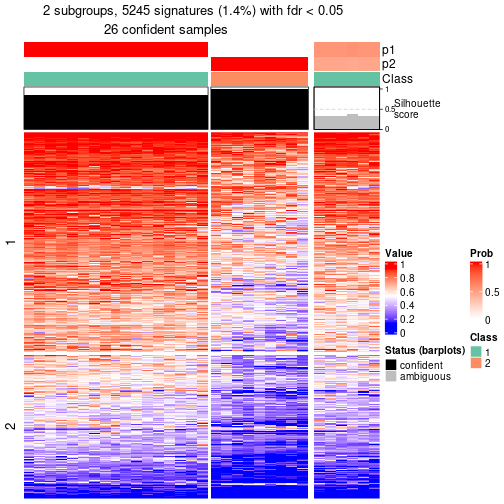 2 subgroups, 5245 signatures (1.4%) with fdr < 0.05
26 confident samples
p1
p2
Class
1
0.5
0
Silhouette
score
1
2
Value
1
0.8
0.6
0.4
0.2
0
Prob
1
0.5
0
Status (barplots)
confident
ambiguous
Class
1
2